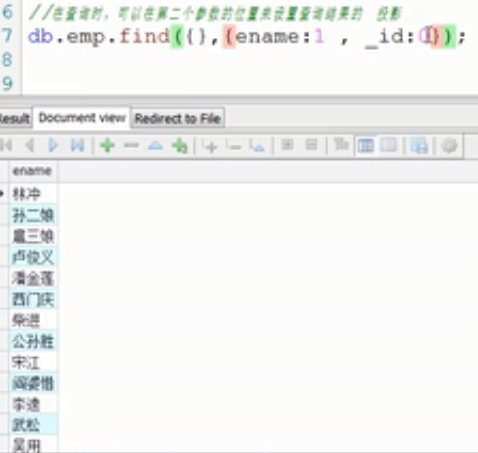 6 //在查询时，可以在第二个参数的位置来设置查询结果的 投影
7 db.emp.find({},{ename:1 , _id:0});
8
9
Result Document view Redirect to File
ename
林冲
孙二娘
扈三娘
卢俊义
潘金莲
西门庆
柴进
公孙胜
宋江
阎婆惜
李逵
武松
吴用